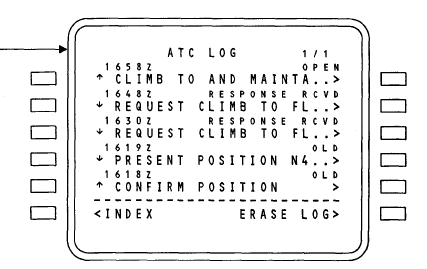 ATC LOG 1/1
1658Z OPEN
↑ CLIMB TO AND MAINTA..>
1648Z RESPONSE RCVD
↓ REQUEST CLIMB TO FL..>
1630Z RESPONSE RCVD
↓ REQUEST CLIMB TO FL..>
1619Z OLD
↓ PRESENT POSITION N4..>
1618Z OLD
↑ CONFIRM POSITION >
------------------------
<INDEX ERASE LOG>